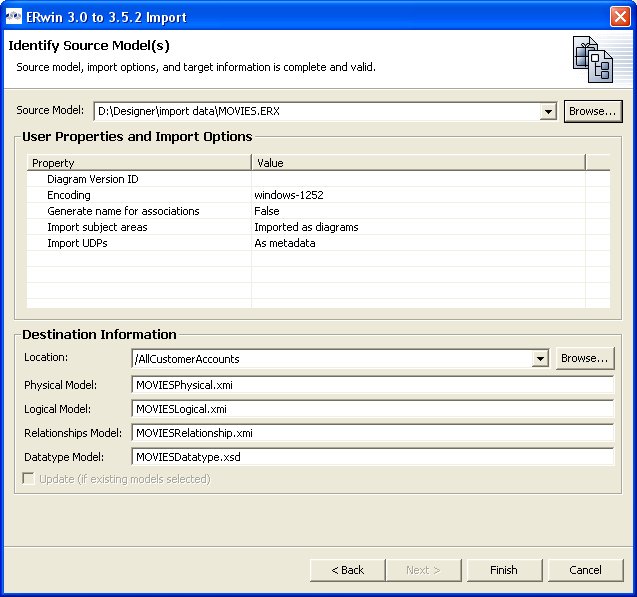 ERwin 3.0 to 3.5.2 Import
Identify Source Model(s)
Source model, import options, and target information is complete and valid.
Source Model: D:\Designer\import data\MOVIES.ERX Browse...
User Properties and Import Options
Property Value
Diagram Version ID
Encoding windows-1252
Generate name for associations False
Import subject areas Imported as diagrams
Import UDPs As metadata
Destination Information
Location: /AllCustomerAccounts Browse...
Physical Model: MOVIESPhysical.xmi
Logical Model: MOVIESLogical.xmi
Relationships Model: MOVIESRelationship.xmi
Datatype Model: MOVIESDatatype.xsd
Update (if existing models selected)
< Back Next > Finish Cancel